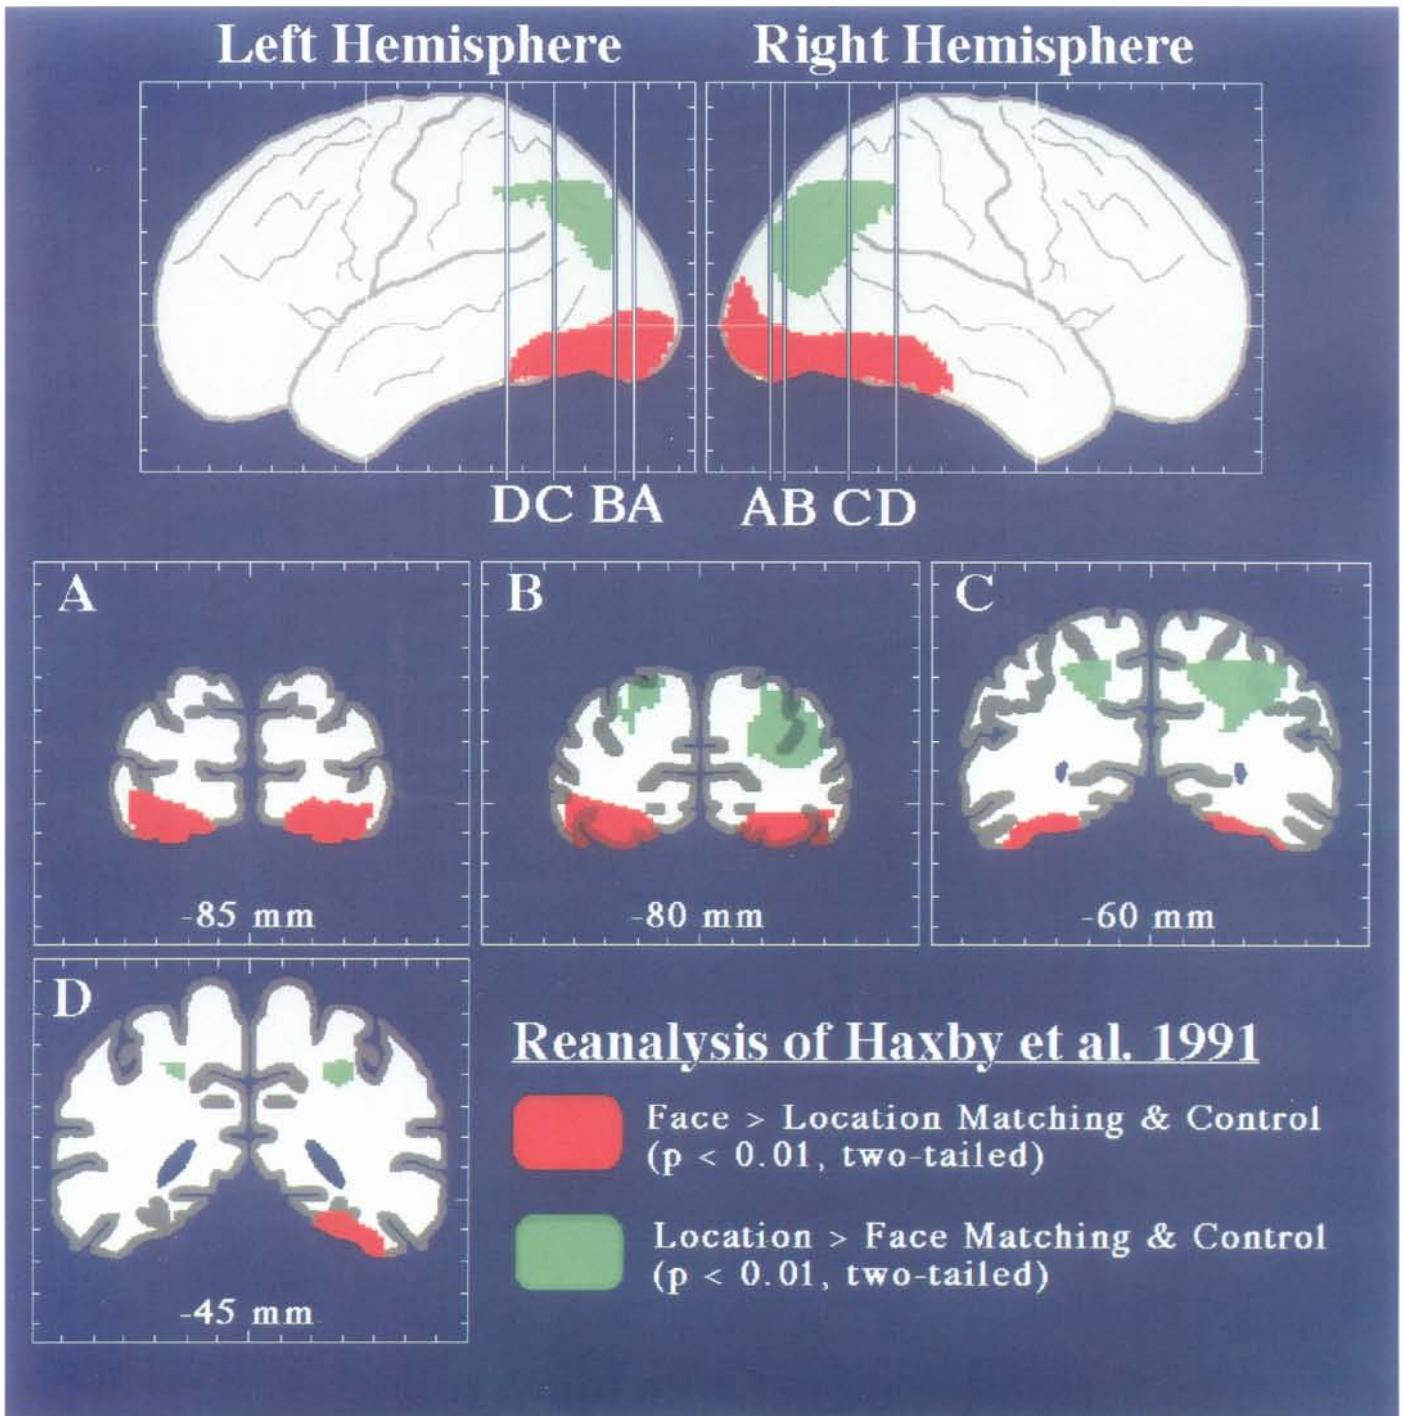 Left Hemisphere
Right Hemisphere
DC BA
AB CD
A
-85 mm
B
-80 mm
C
-60 mm
D
-45 mm
Reanalysis of Haxby et al. 1991
Face > Location Matching & Control
(p < 0.01, two-tailed)
Location > Face Matching & Control
(p < 0.01, two-tailed)